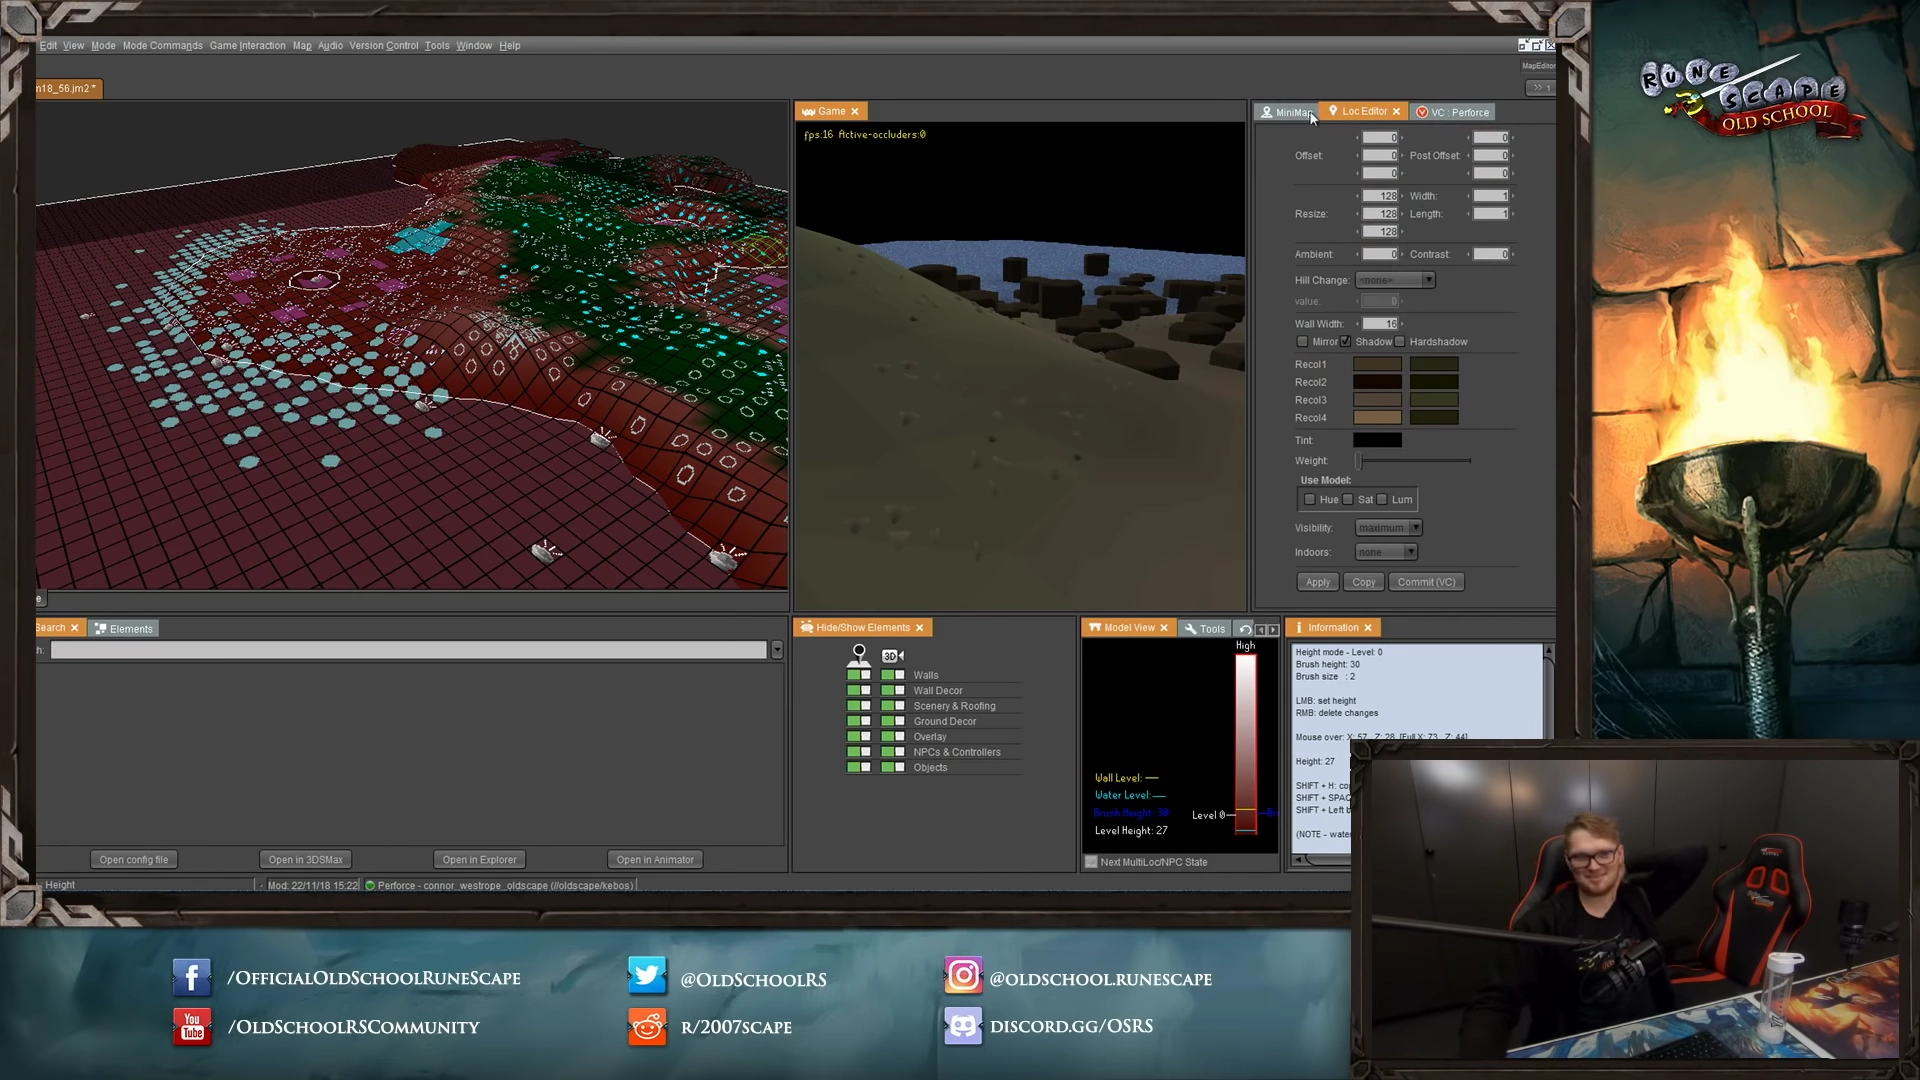 Edit View Mode Mode Commands Game Interaction Map Audio Version Control Tools Window Help
MapEditor
m18_56.jm2 *
>> 1
Game
fps:16 Active-occluders:0
MiniMap
Loc Editor
VC : Perforce
0 0
Offset: 0 Post Offset: 0
0 0
128 Width: 1
Resize: 128 Length: 1
128
Ambient: 0 Contrast: 0
Hill Change: <none>
value: 0
Wall Width: 16
Mirror Shadow Hardshadow
Recol1
Recol2
Recol3
Recol4
Tint:
Weight:
Use Model:
Hue Sat Lum
Visibility: maximum
Indoors: none
Apply Copy Commit (VC)
RUNESCAPE
OLD SCHOOL
Search
Elements
h:
Open config file
Open in 3DSMax
Open in Explorer
Open in Animator
Hide/Show Elements
3D
Walls
Wall Decor
Scenery & Roofing
Ground Decor
Overlay
NPCs & Controllers
Objects
Model View
Tools
High
Wall Level:
Water Level:
Brush Height: 30
Level Height: 27
Level 0
Next MultiLoc/NPC State
Information
Height mode - Level: 0
Brush height: 30
Brush size : 2
LMB: set height
RMB: delete changes
Mouse over: X: 57, Z: 28, [Full X: 73, Z: 44]
Height: 27
SHIFT + H: co
SHIFT + SPA
SHIFT + Left b
(NOTE - wate
Height
Mod: 22/11/18 15:22
Perforce - connor_westrope_oldscape (//oldscape/kebos)
/OfficialOldSchoolRuneScape
@OldSchoolRS
@oldschool.runescape
You Tube
/OldSchoolRSCommunity
r/2007scape
discord.gg/OSRS